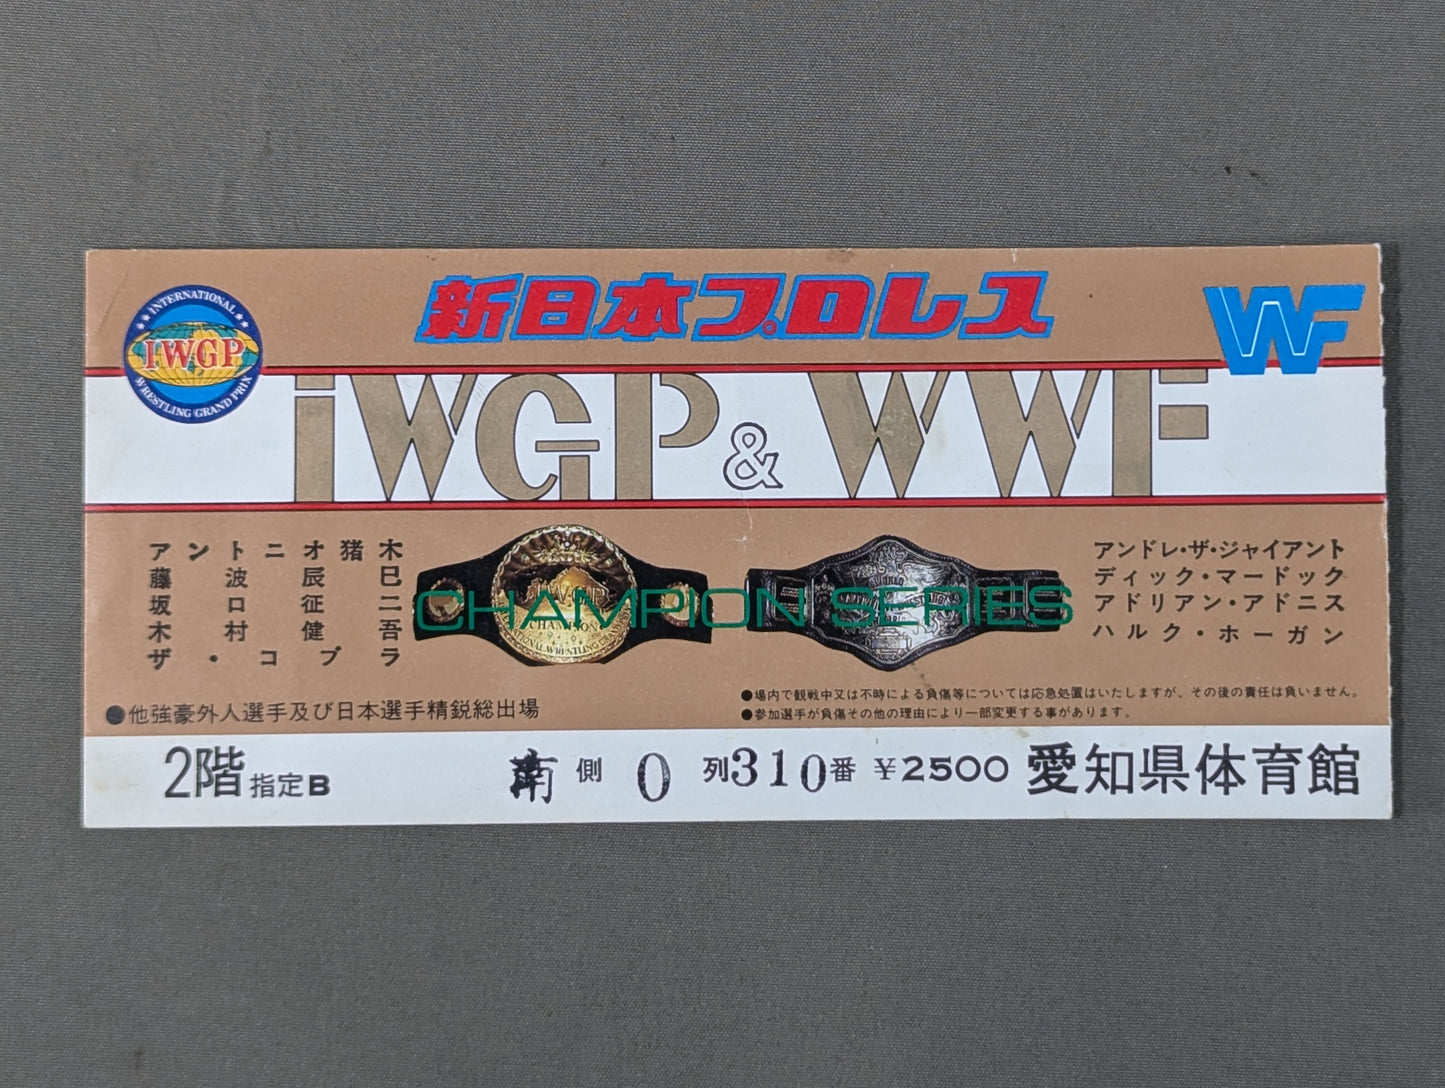 新日本プロレス
WF
★★ INTERNATIONAL ★★
IWGP
WRESTLING GRAND PRIX
iWGP & WWF
アントニオ猪木
藤波辰巳
坂口征二
木村健吾
ザ・コブラ
CHAMPION SERIES
CHAMPION
WORLD
アンドレ・ザ・ジャイアント
ディック・マードック
アドリアン・アドニス
ハルク・ホーガン
●他強豪外人選手及び日本選手精鋭総出場
●場内で観戦中又は不時による負傷等については応急処置はいたしますが、その後の責任は負いません。
●参加選手が負傷その他の理由により一部変更する事があります。
2階 指定B 南 側 0 列310番 ¥2500 愛知県体育館